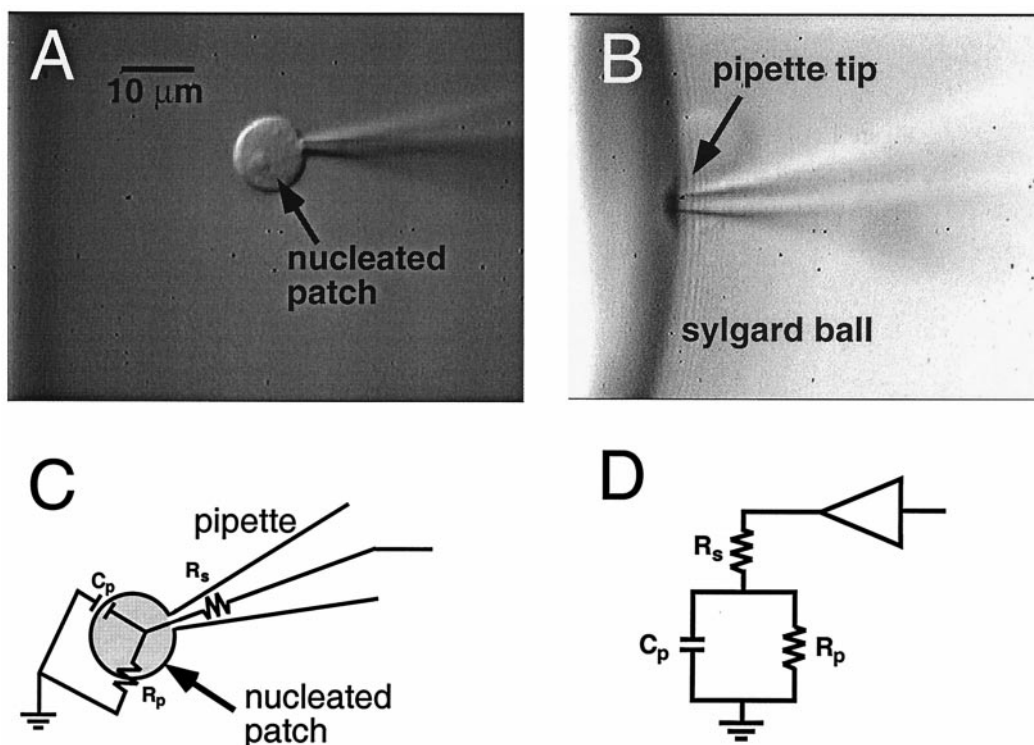 A
10 μm
nucleated
patch
B
pipette tip
sylgard ball
C
pipette
Rs
Cp
Rp
nucleated
patch
D
Rs
Cp
Rp